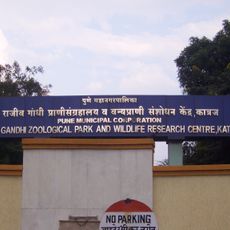 पुणे महानगरपालिका
राजीव गांधी प्राणीसंग्रहालय व वन्यप्राणी संशोधन केंद्र कात्रज
PUNE MUNICIPAL CORPORATION
GANDHI ZOOLOGICAL PARK AND WILDLIFE RESEARCH CENTRE, KAT
NO PARKING